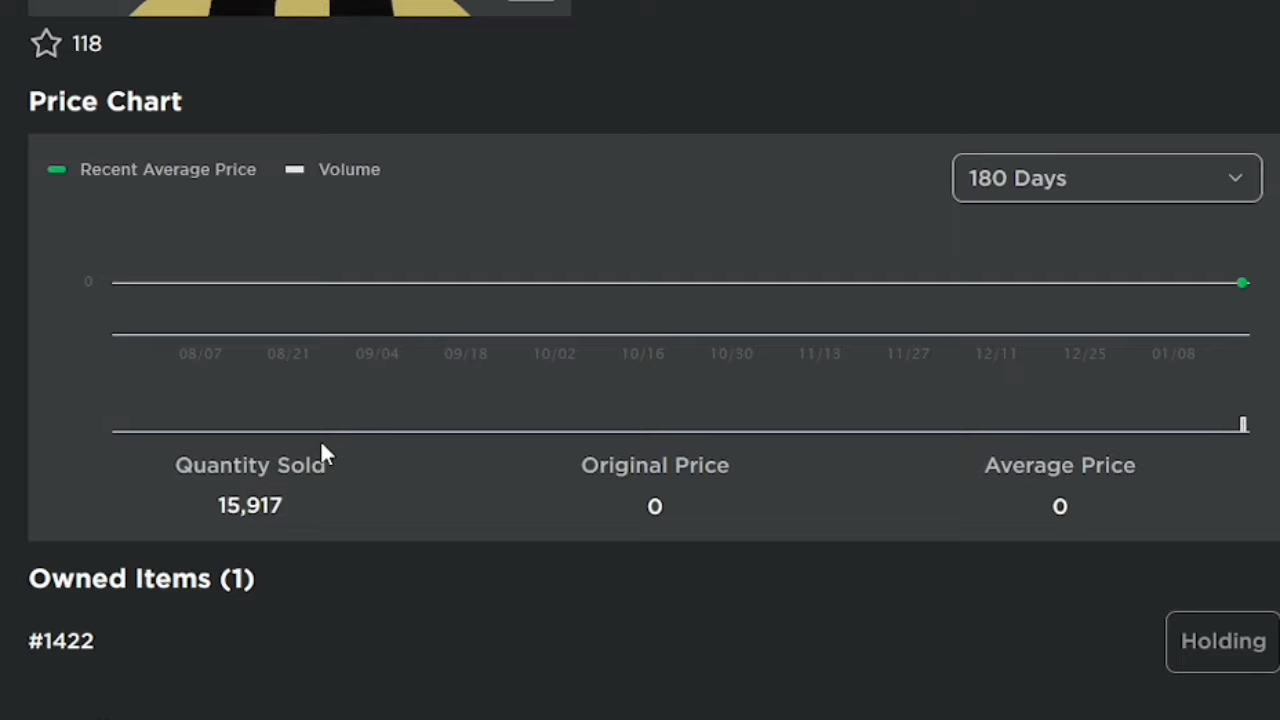 118
Price Chart
Recent Average Price Volume
180 Days
0
08/07 08/21 09/04 09/18 10/02 10/16 10/30 11/13 11/27 12/11 12/25 01/08
Quantity Sold Original Price Average Price
15,917 0 0
Owned Items (1)
#1422 Holding